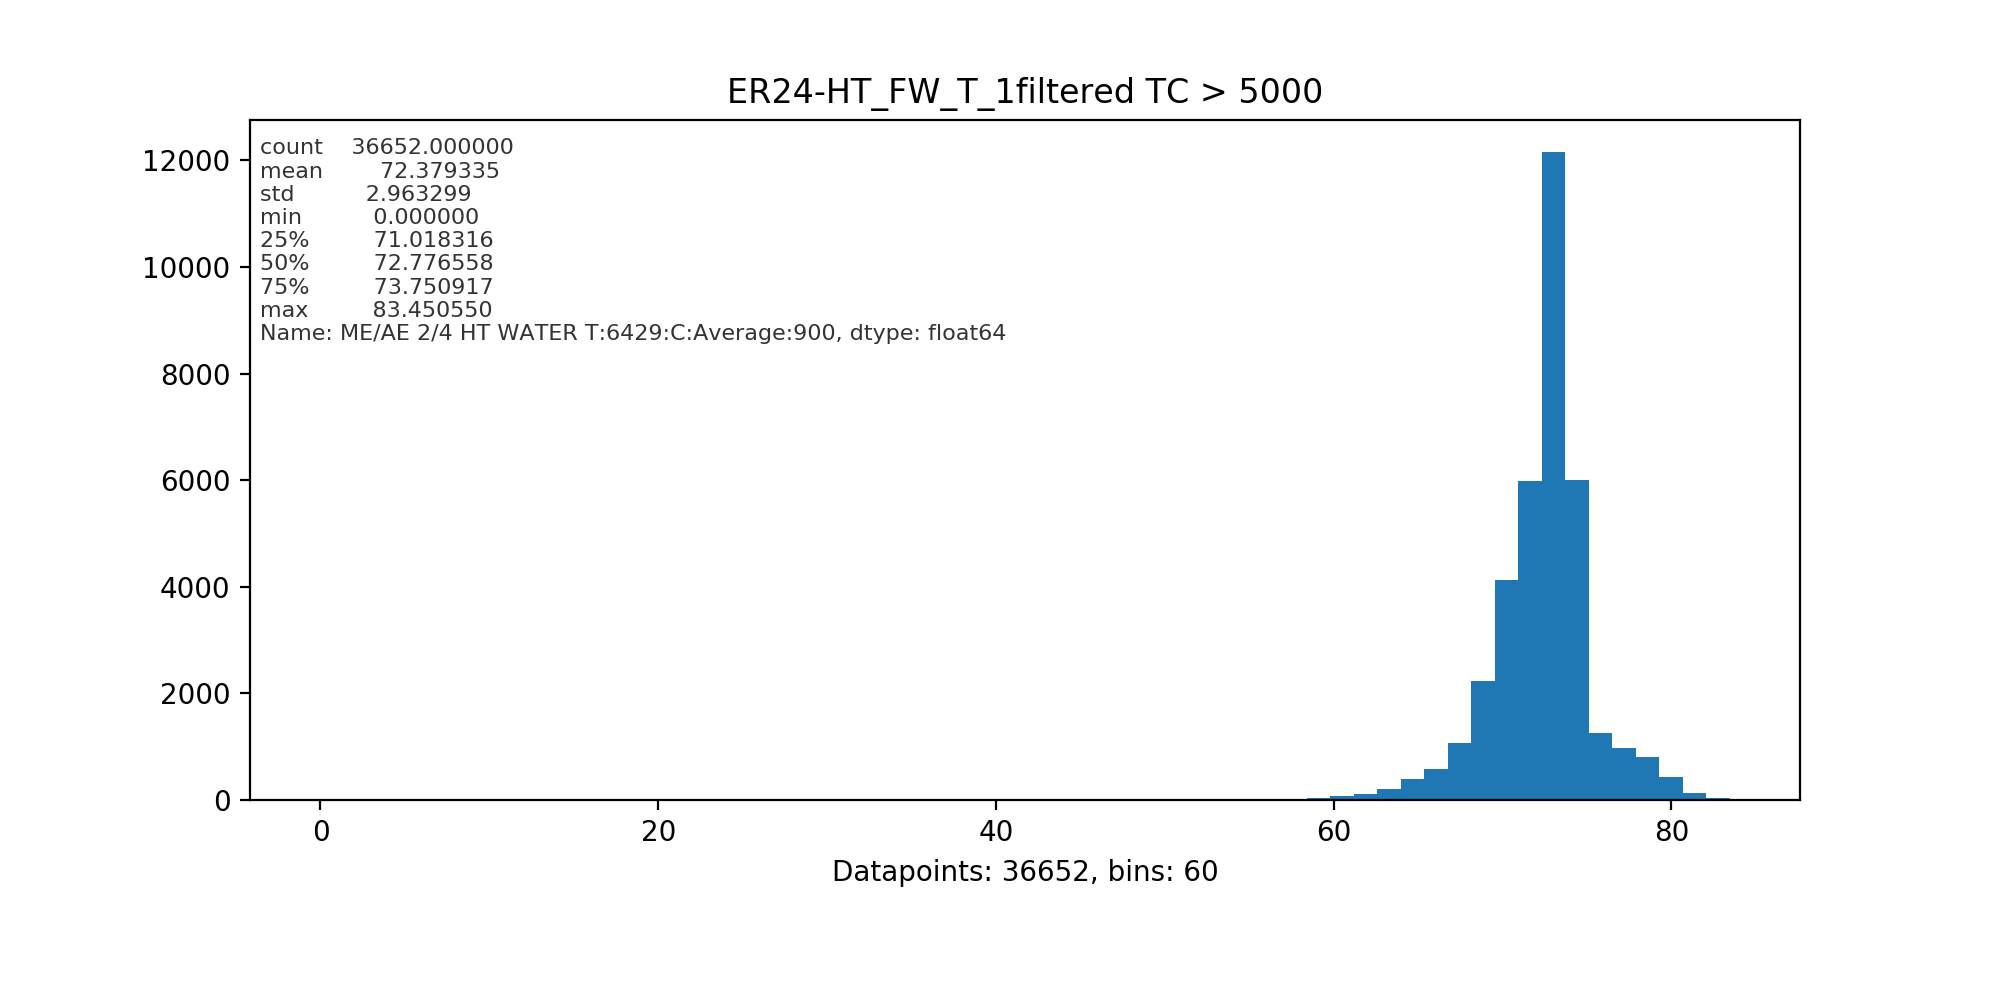 ER24-HT_FW_T_1filtered TC > 5000
count 36652.000000
mean 72.379335
std 2.963299
min 0.000000
25% 71.018316
50% 72.776558
75% 73.750917
max 83.450550
Name: ME/AE 2/4 HT WATER T:6429:C:Average:900, dtype: float64
12000
10000
8000
6000
4000
2000
0
0 20 40 60 80
Datapoints: 36652, bins: 60